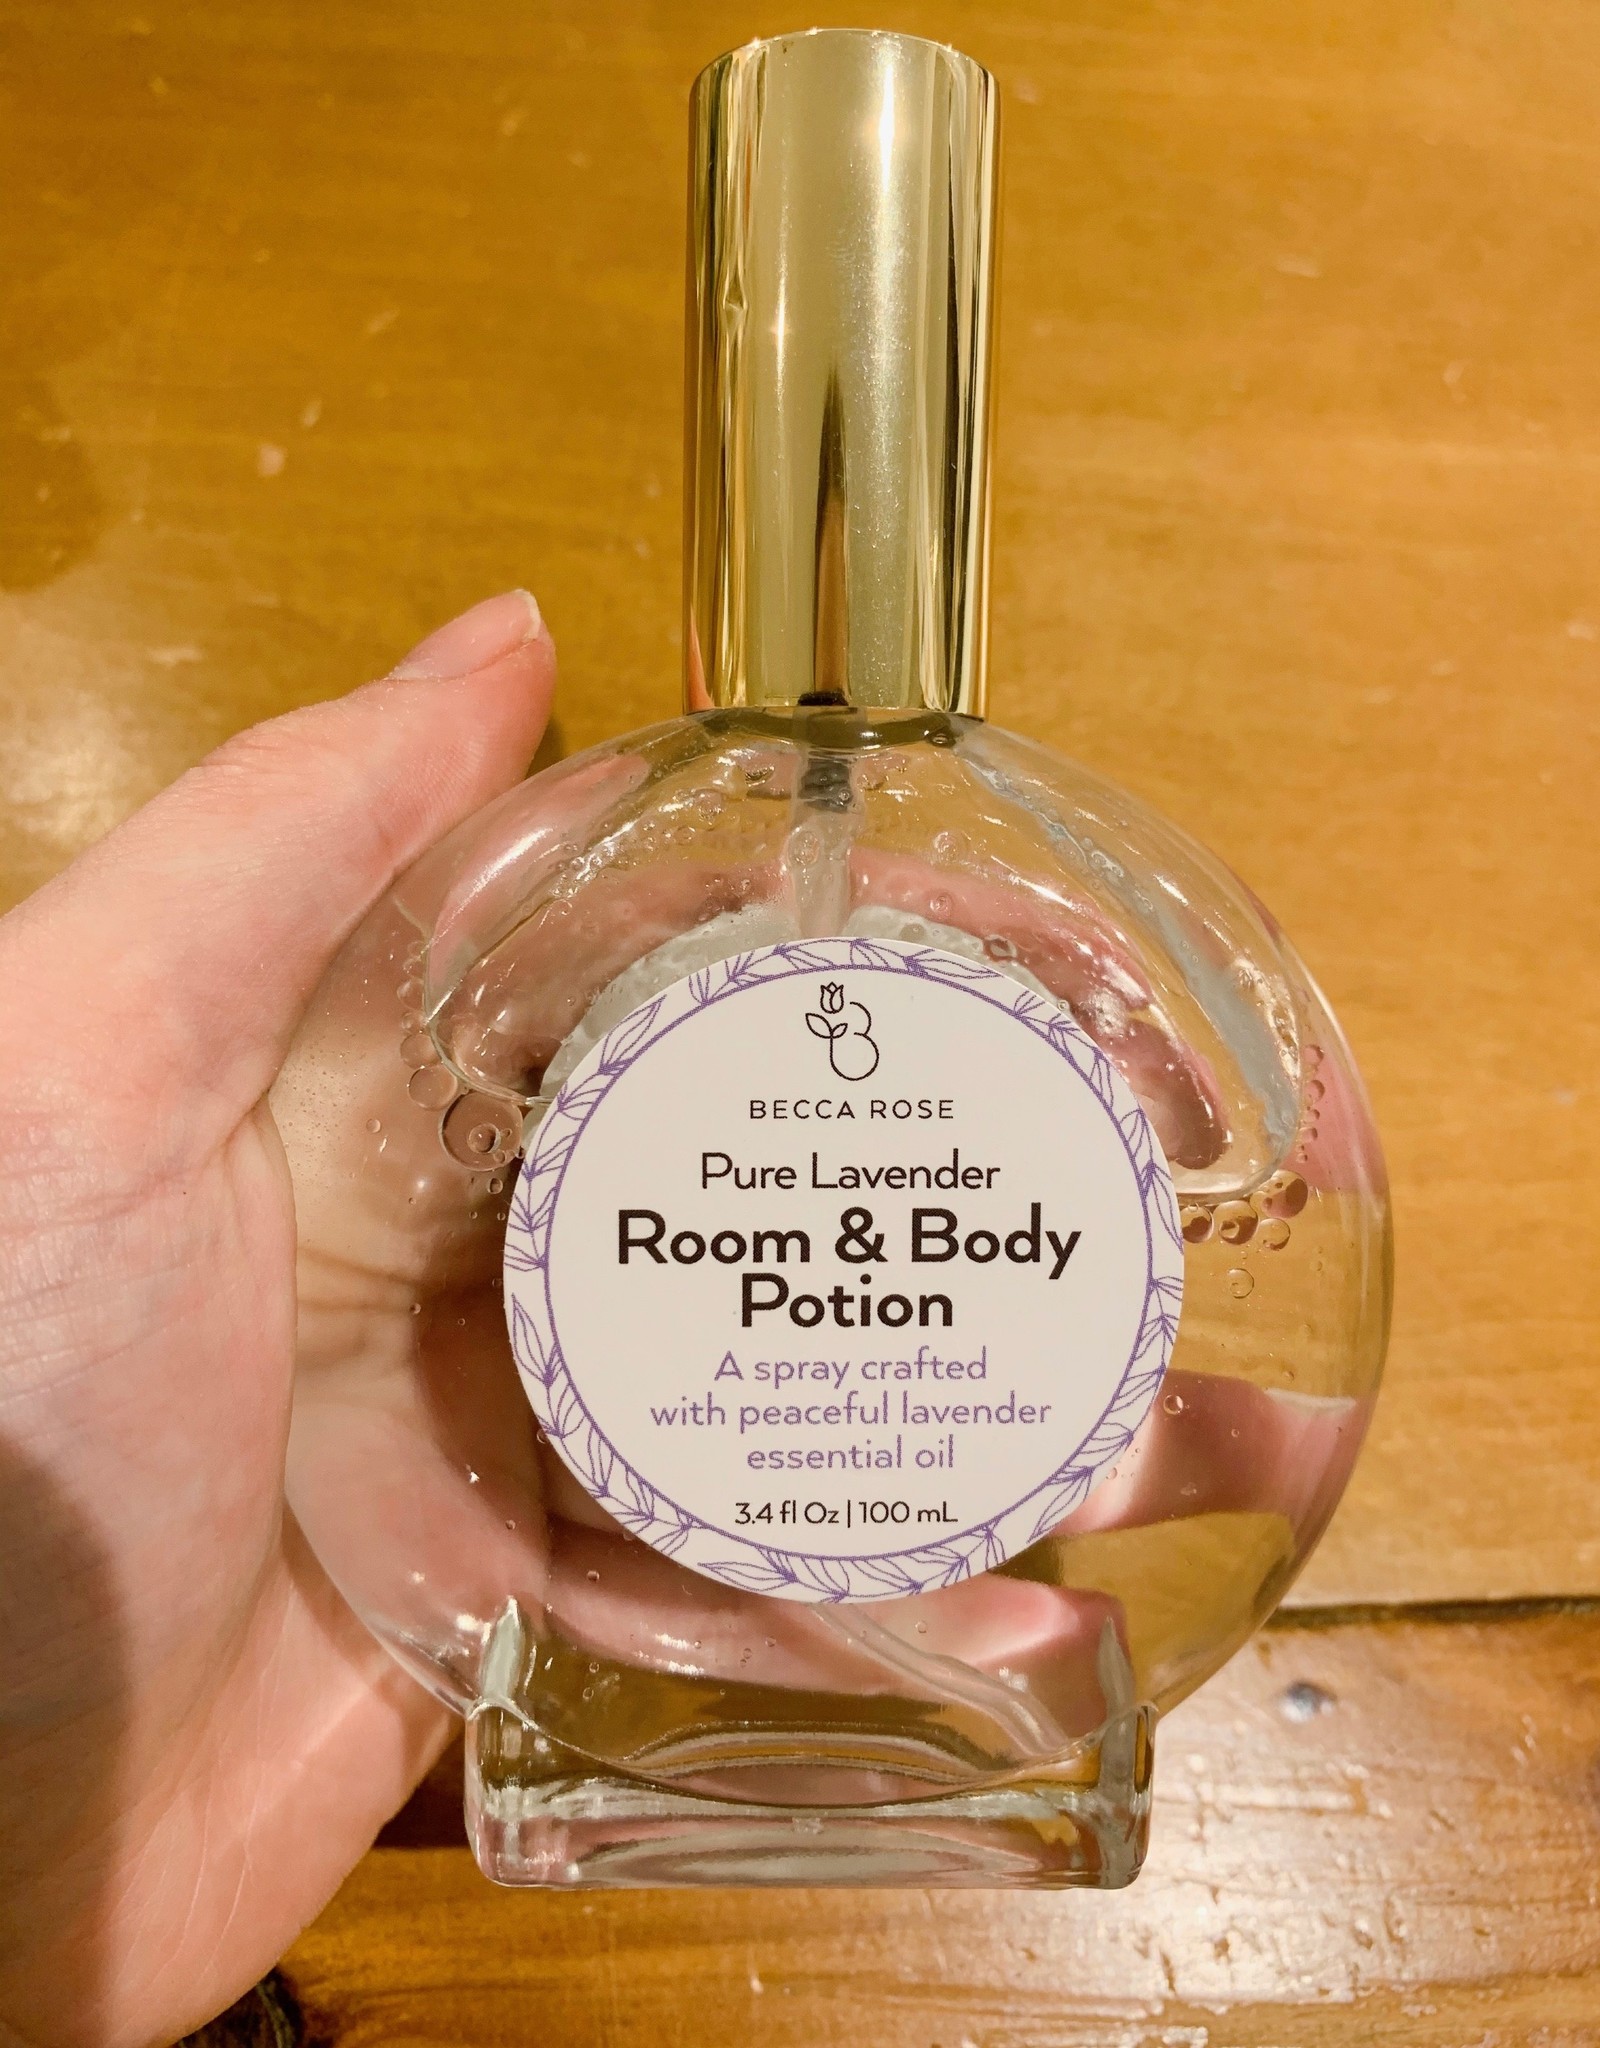 BECCA ROSE
Pure Lavender
Room & Body
Potion
A spray crafted
with peaceful lavender
essential oil
3.4 fl Oz | 100 mL